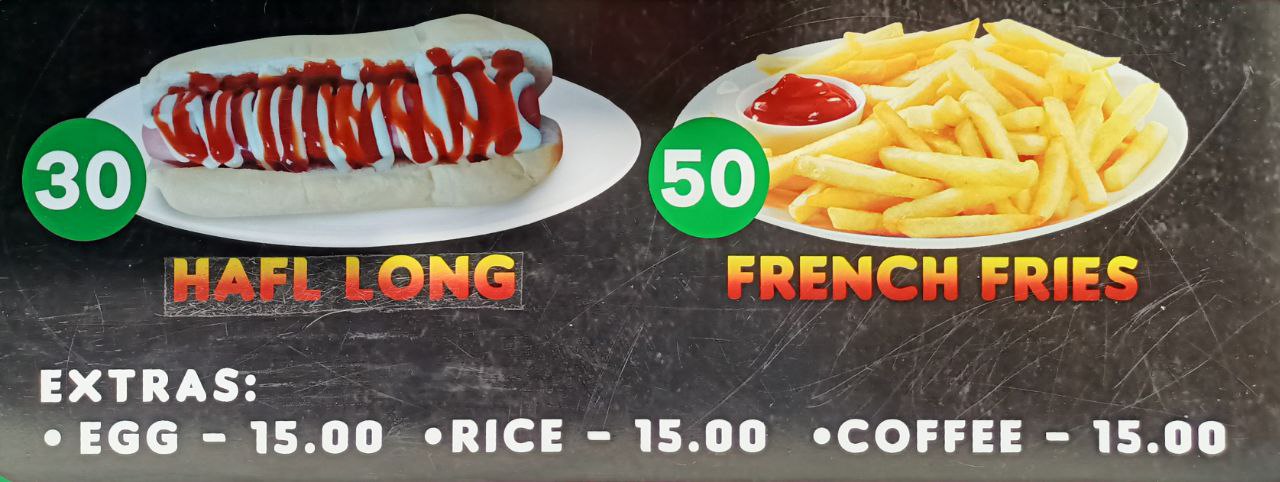 30
HAFL LONG
50
FRENCH FRIES
EXTRAS:
• EGG – 15.00 •RICE – 15.00 •COFFEE – 15.00